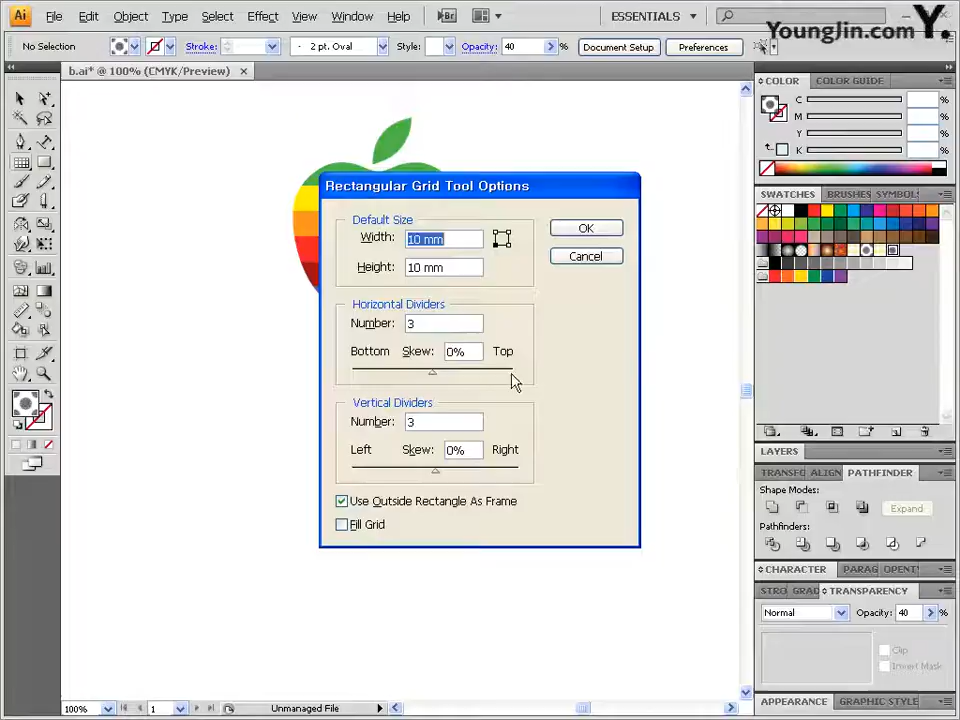 Ai File Edit Object Type Select Effect View Window Help Br ESSENTIALS
Younglin.com Y.
No Selection Stroke: 2 pt. Oval Style: Opacity: 40 % Document Setup Preferences
b.ai* @ 100% (CMYK/Preview)
COLOR COLOR GUIDE
C %
M %
Y %
K %
SWATCHES BRUSHES SYMBOL
Rectangular Grid Tool Options
Default Size
Width: 10 mm
OK
Height: 10 mm
Cancel
Horizontal Dividers
Number: 3
Bottom Skew: 0% Top
Vertical Dividers
Number: 3
Left Skew: 0% Right
Use Outside Rectangle As Frame
Fill Grid
LAYERS
TRANSFO ALIGN PATHFINDER
Shape Modes:
Expand
Pathfinders:
CHARACTER PARAG OPENT
STRO GRAD TRANSPARENCY
Normal Opacity: 40 %
Clip
Invert Mask
APPEARANCE GRAPHIC STYLE
100% 1 Unmanaged File